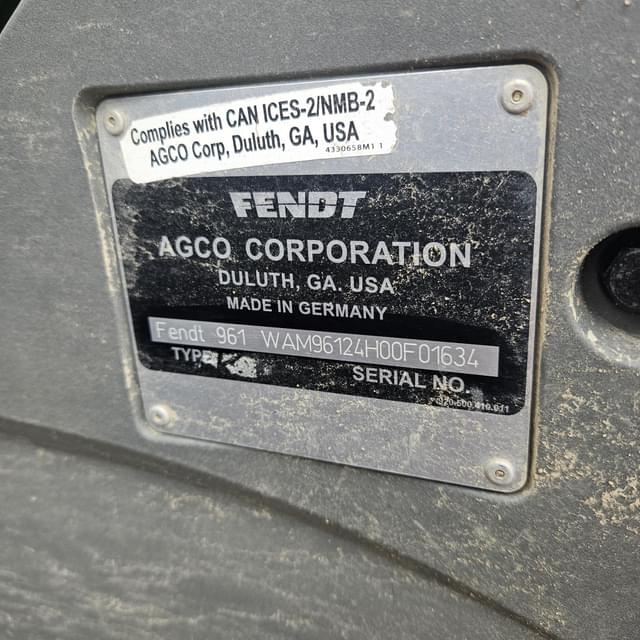 Complies with CAN ICES-2/NMB-2
AGCO Corp, Duluth, GA, USA
4330658M1 1
FENDT
AGCO CORPORATION
DULUTH, GA. USA
MADE IN GERMANY
Fendt 961 WAM96124H00F01634
TYPE
SERIAL NO.